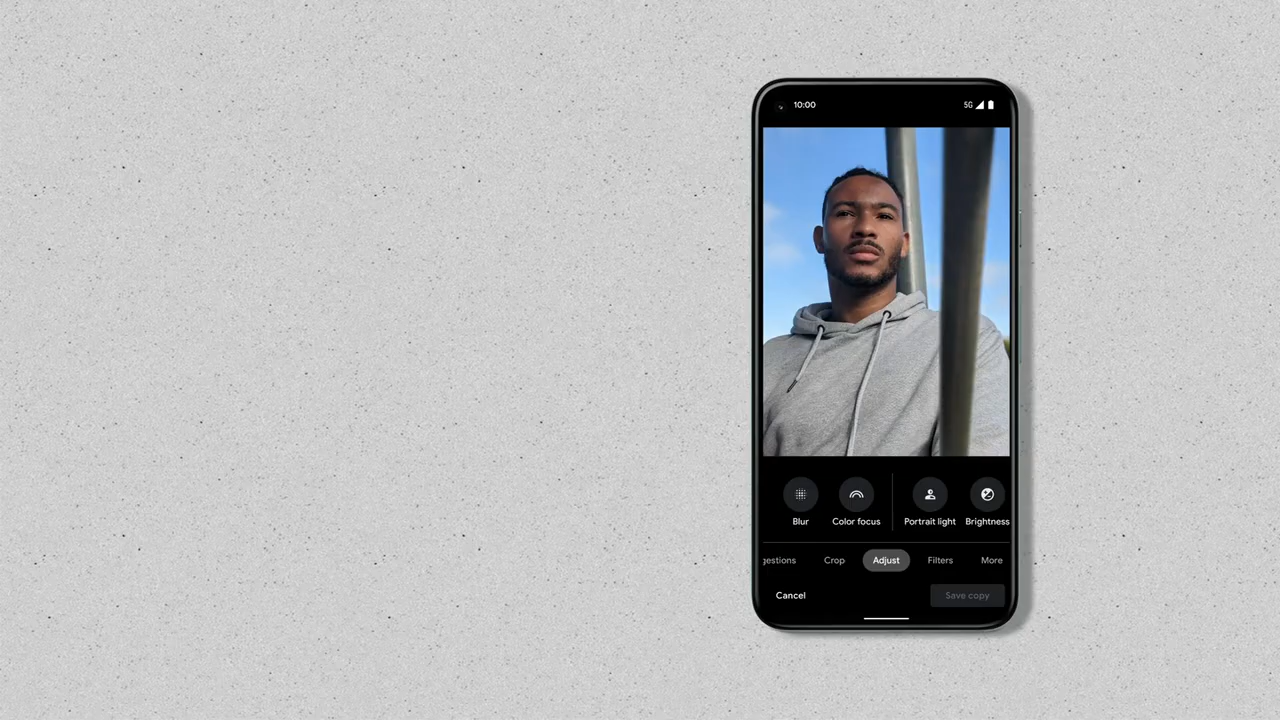 10:00 5G
Blur Color focus Portrait light Brightness
gestions Crop Adjust Filters More
Cancel Save copy